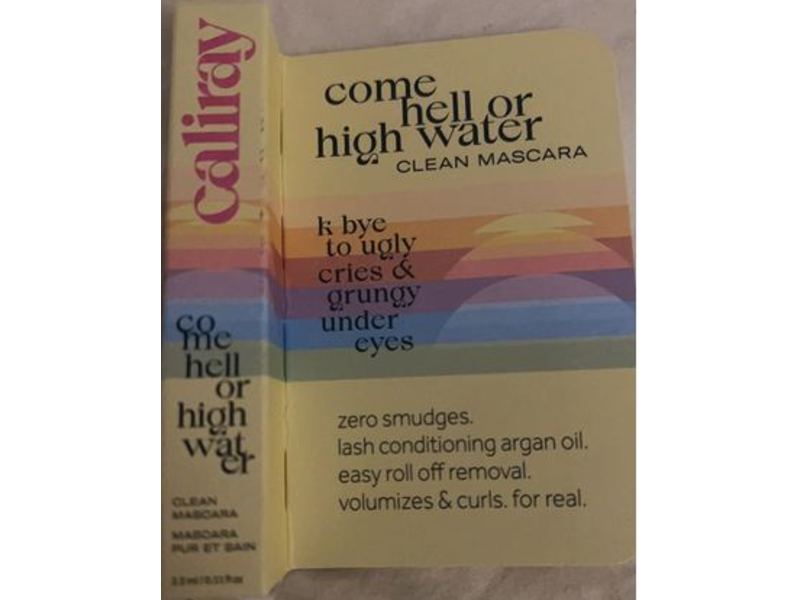 caliray
co
me
hell
or
high
wat
er
CLEAN
MASCARA
MASCARA
PUR ET SAIN
come
hell or
high water
CLEAN MASCARA
k bye
to ugly
cries &
grungy
under
eyes
zero smudges.
lash conditioning argan oil.
easy roll off removal.
volumizes & curls. for real.